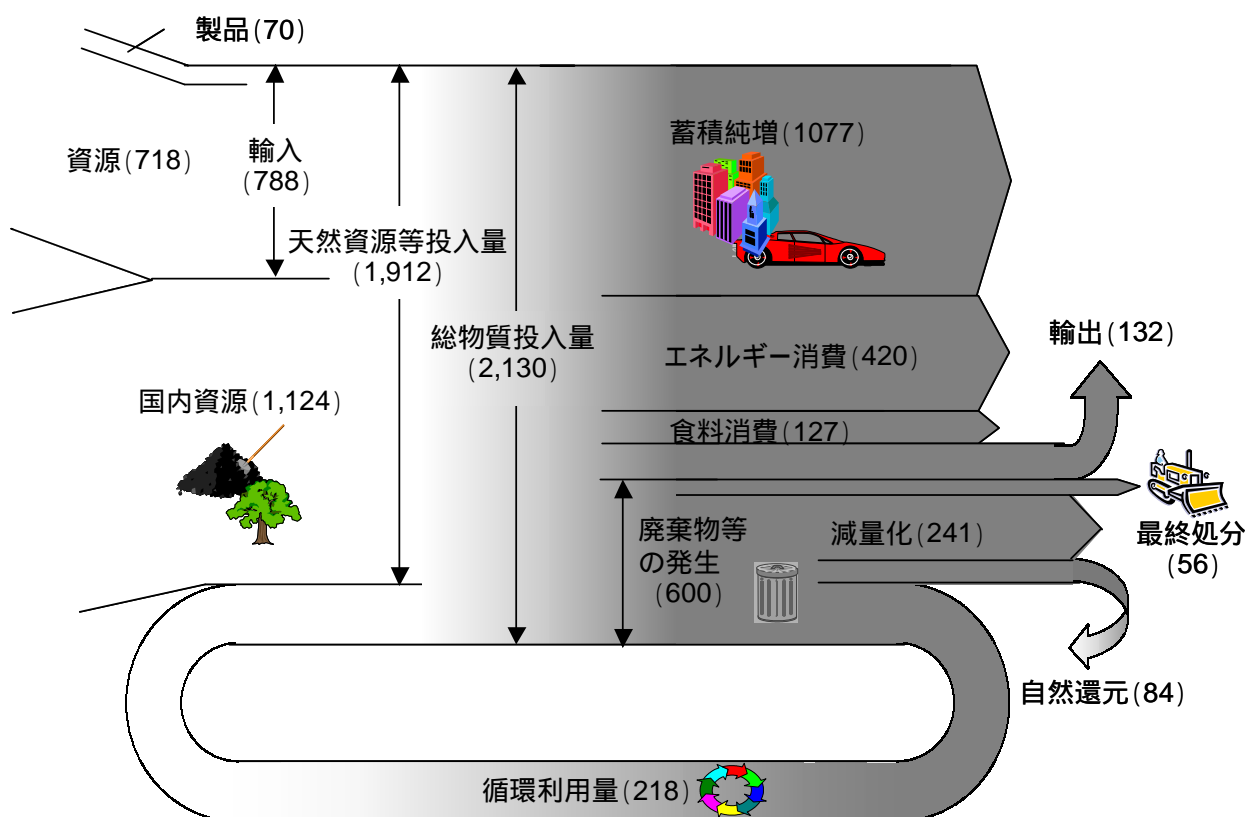 製品(70)
資源(718)
輸入
(788)
天然資源等投入量
(1,912)
総物質投入量
(2,130)
国内資源(1,124)
蓄積純増(1077)
エネルギー消費(420)
食料消費(127)
輸出(132)
廃棄物等
の発生
(600)
減量化(241)
最終処分
(56)
自然還元(84)
循環利用量(218)